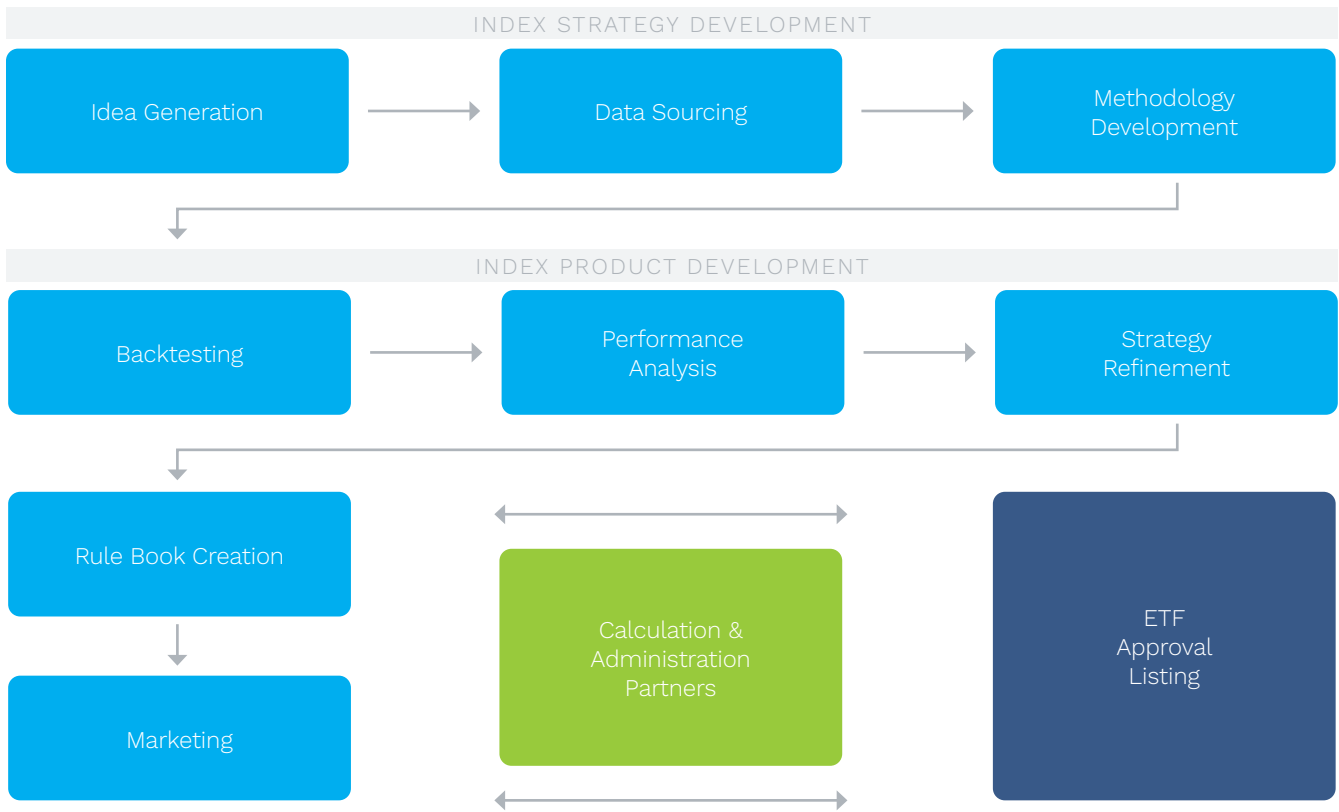 INDEX STRATEGY DEVELOPMENT
Idea Generation
Data Sourcing
Methodology
Development
INDEX PRODUCT DEVELOPMENT
Backtesting
Performance
Analysis
Strategy
Refinement
Rule Book Creation
Marketing
Calculation &
Administration
Partners
ETF
Approval
Listing